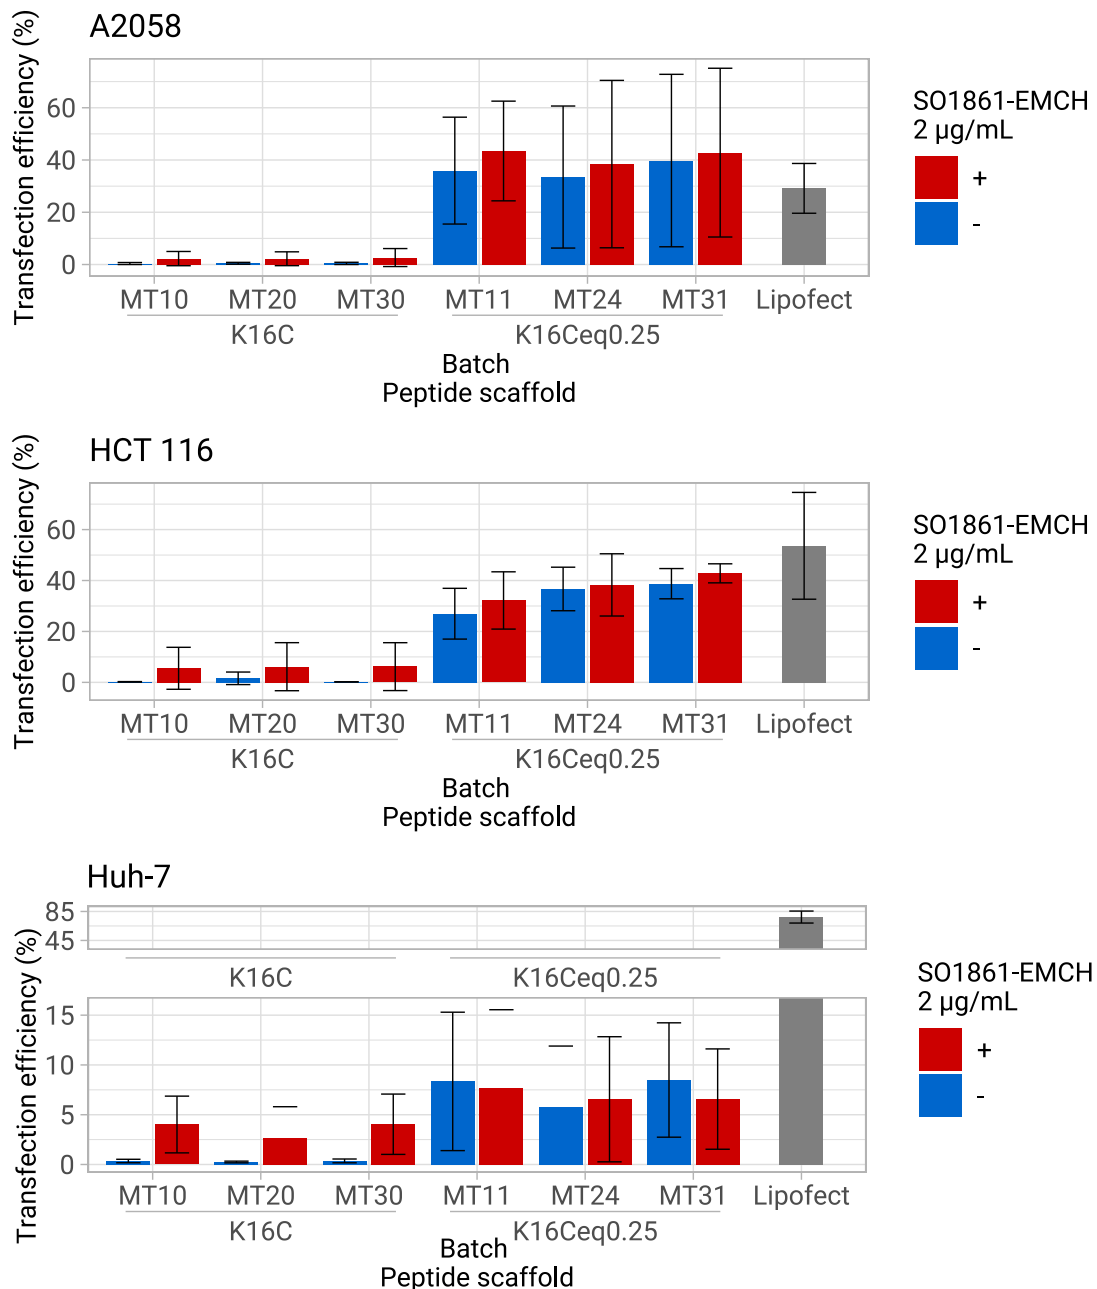 A2058
Transfection efficiency (%)
60
40
20
0
MT10 MT20 MT30 MT11 MT24 MT31 Lipofect
K16C K16Ceq0.25
Batch
Peptide scaffold
SO1861-EMCH
2 µg/mL
+
-
HCT 116
Transfection efficiency (%)
60
40
20
0
MT10 MT20 MT30 MT11 MT24 MT31 Lipofect
K16C K16Ceq0.25
Batch
Peptide scaffold
SO1861-EMCH
2 µg/mL
+
-
Huh-7
Transfection efficiency (%)
85
45
K16C K16Ceq0.25
15
10
5
0
MT10 MT20 MT30 MT11 MT24 MT31 Lipofect
K16C K16Ceq0.25
Batch
Peptide scaffold
SO1861-EMCH
2 µg/mL
+
-